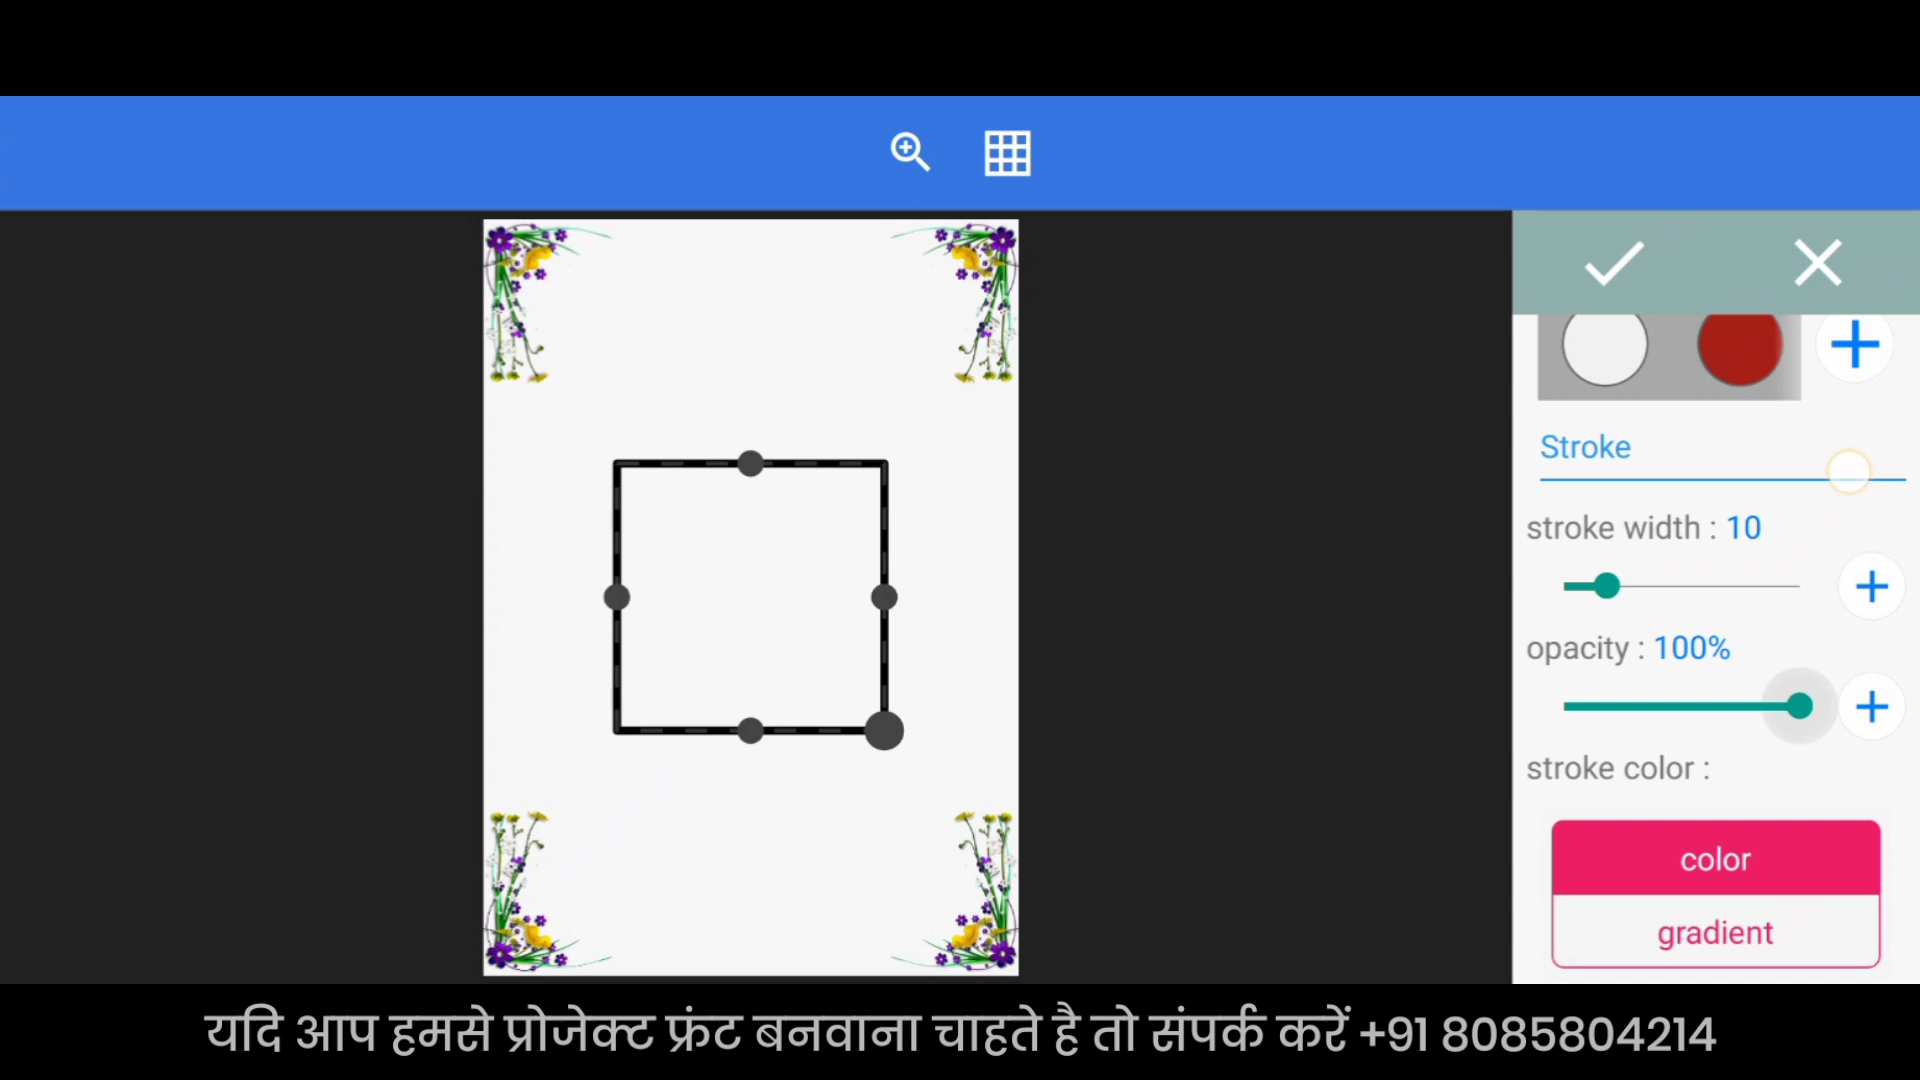 Stroke
stroke width : 10
opacity : 100%
stroke color :
color
gradient
यदि आप हमसे प्रोजेक्ट फ्रंट बनवाना चाहते है तो संपर्क करें +91 8085804214